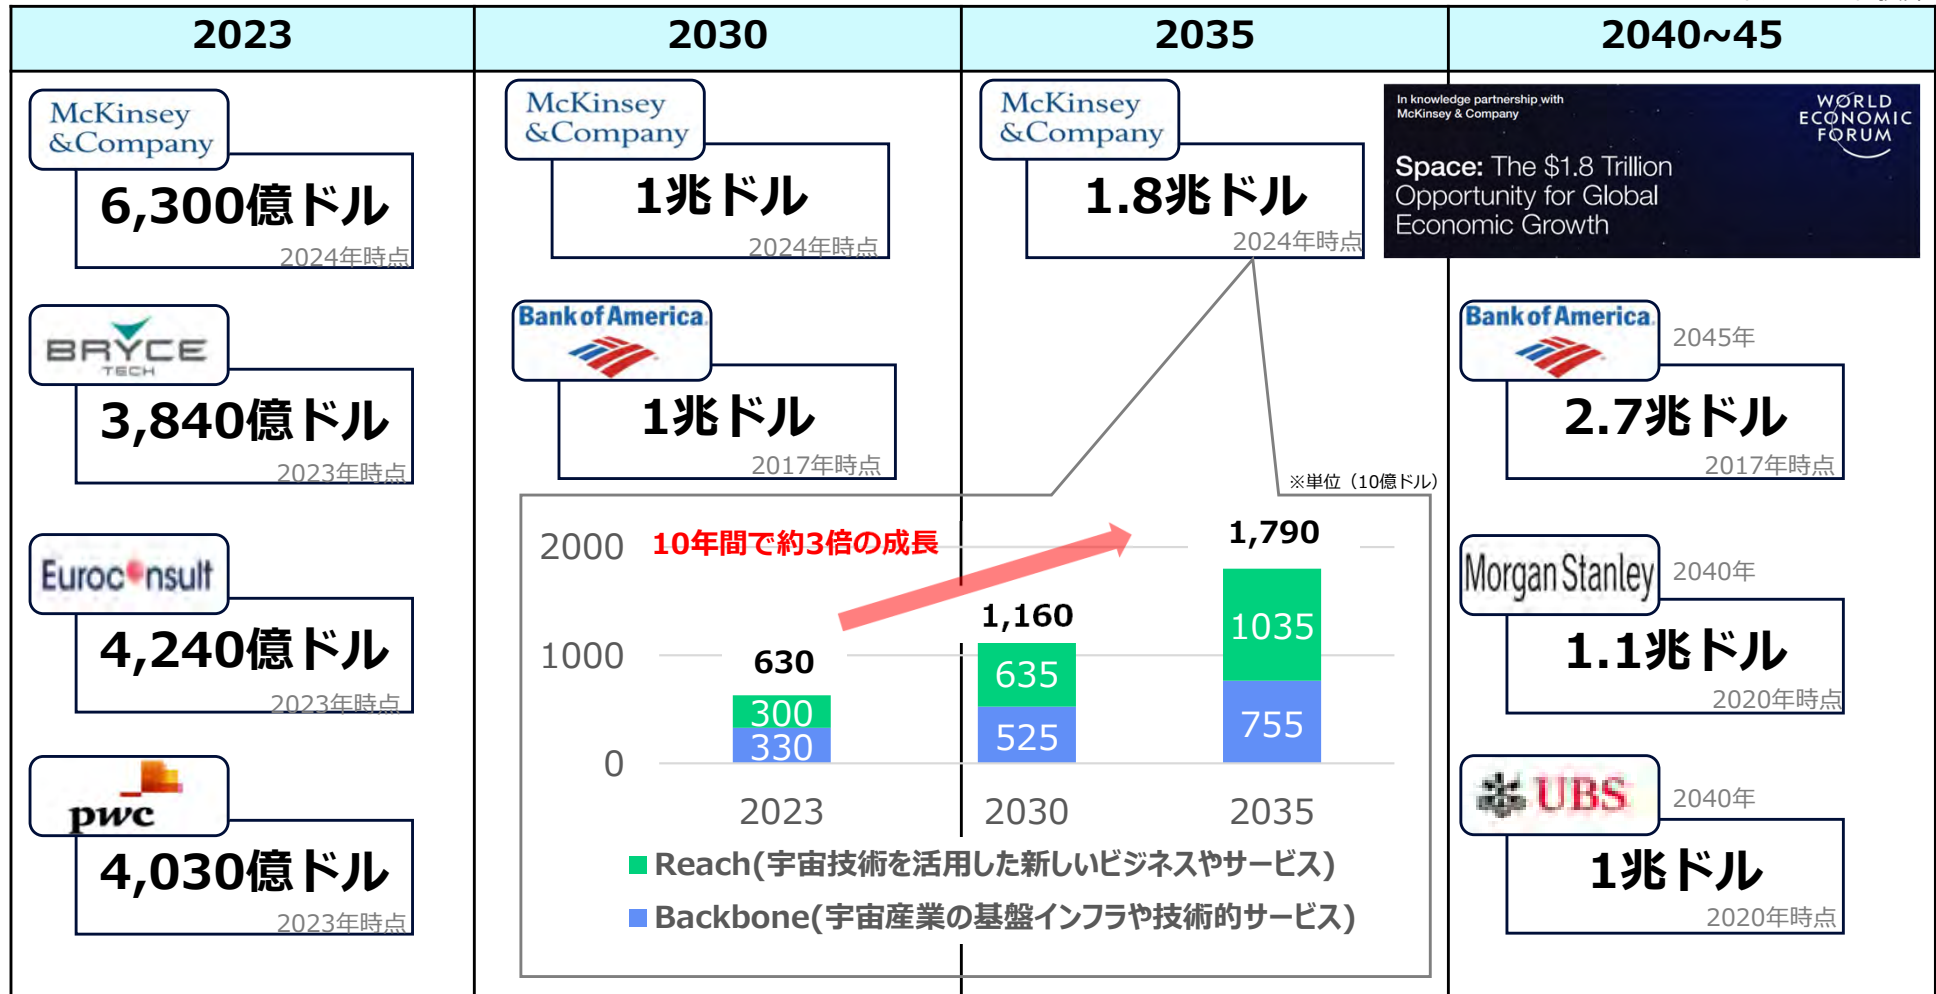 2023
2030
2035
2040~45
McKinsey
&Company
6,300億ドル
2024年時点
BRYCE
TECH
3,840億ドル
2023年時点
Euroconsult
4,240億ドル
2023年時点
pwc
4,030億ドル
2023年時点
McKinsey
&Company
1兆ドル
2024年時点
Bank of America
1兆ドル
2017年時点
McKinsey
&Company
1.8兆ドル
2024年時点
In knowledge partnership with
McKinsey & Company
WORLD
ECONOMIC
FORUM
Space: The $1.8 Trillion
Opportunity for Global
Economic Growth
Bank of America
2045年
2.7兆ドル
2017年時点
Morgan Stanley
2040年
1.1兆ドル
2020年時点
UBS
2040年
1兆ドル
2020年時点
※単位（10億ドル）
10年間で約3倍の成長
2000
1000
0
630
300
330
1,160
635
525
1,790
1035
755
2023
2030
2035
Reach(宇宙技術を活用した新しいビジネスやサービス)
Backbone(宇宙産業の基盤インフラや技術的サービス)